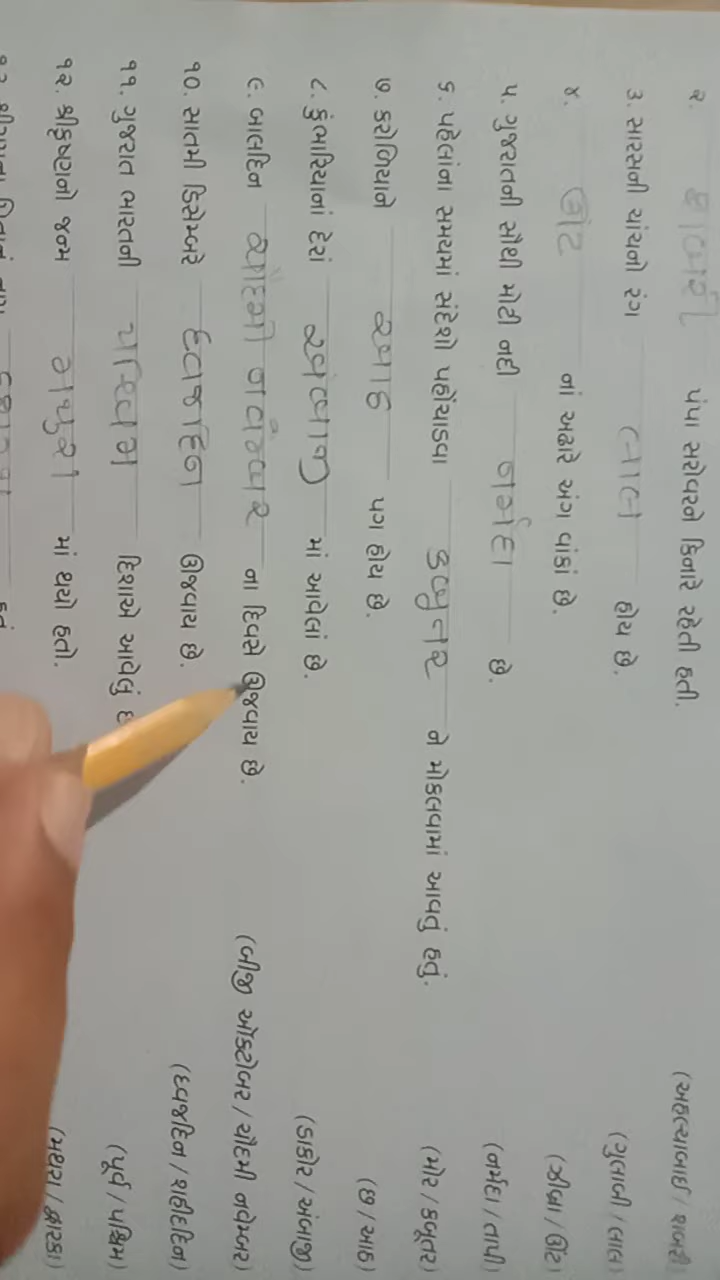 ૨. શબરી પંપા સરોવરને કિનારે રહેતી હતી. (અહલ્યાબાઈ / શબરી)
૩. સારસની ચાંચનો રંગ લાલ હોય છે. (ગુલાબી / લાલ)
૪. ઊંટ નાં અઢારે અંગ વાંકાં છે. (જીબ્રા / ઊંટ)
૫. ગુજરાતની સૌથી મોટી નદી નર્મદા છે. (નર્મદા / તાપી)
૬. પહેલાંના સમયમાં સંદેશો પહોંચાડવા કબુતર ને મોકલવામાં આવતું હતું. (મોર / કબૂતર)
૭. કરોળિયાને આઠ પગ હોય છે. (છ / આઠ)
૮. કુંભારિયાનાં દેરાં અંબાજી માં આવેલાં છે. (ડાકોર / અંબાજી)
૯. બાલદિન ચૌદમી નવેમ્બર ના દિવસે ઊજવાય છે. (બીજી ઑક્ટોબર / ચૌદમી નવેમ્બર)
૧૦. સાતમી ડિસેમ્બરે ધ્વજદિન ઊજવાય છે. (ધ્વજદિન / શહીદદિન)
૧૧. ગુજરાત ભારતની પશ્ચિમ દિશાએ આવેલું (પૂર્વ / પશ્ચિમ)
૧૨. શ્રીકૃષ્ણનો જન્મ મથુરા માં થયો હતો. (મથુરા / દ્વારકા)